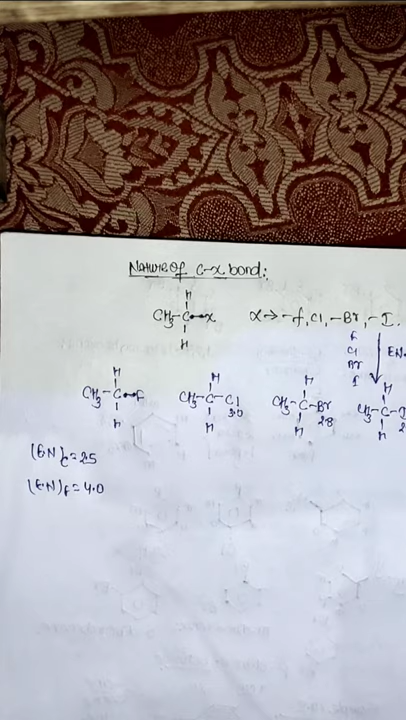 Nature of C-X bond:
H
CH3-C-X X→ -F, Cl, -Br, -I.
H
F
Cl
Br
I
EN
H H H H
CH3-C-F CH3-C-Cl CH3-C-Br CH3-C-I
3.0 2.8 2
H H H H
(EN)C = 2.5
(EN)F = 4.0